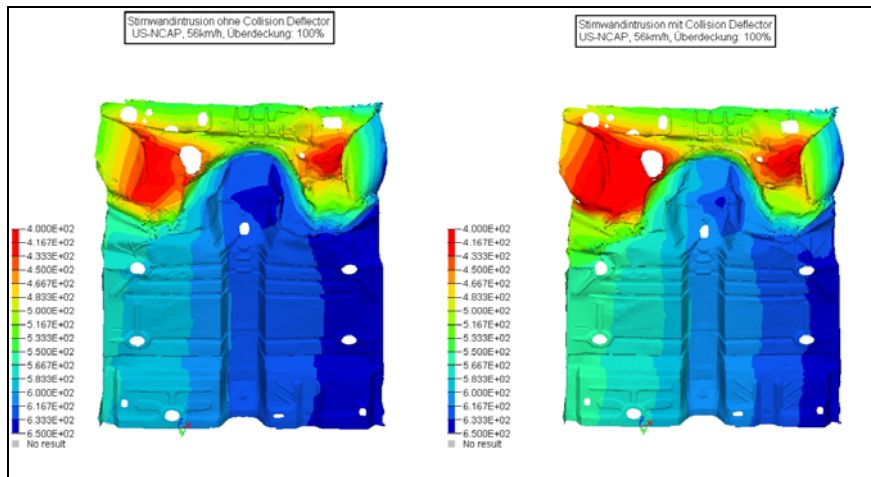 Stirnwandintrusion ohne Collision Deflector
US-NCAP, 56km/h, Überdeckung: 100%
Stirnwandintrusion mit Collision Deflector
US-NCAP, 56km/h, Überdeckung: 100%
4.000E+02
4.167E+02
4.333E+02
4.500E+02
4.667E+02
4.833E+02
5.000E+02
5.167E+02
5.333E+02
5.500E+02
5.667E+02
5.833E+02
6.000E+02
6.167E+02
6.333E+02
6.500E+02
No result
4.000E+02
4.167E+02
4.333E+02
4.500E+02
4.667E+02
4.833E+02
5.000E+02
5.167E+02
5.333E+02
5.500E+02
5.667E+02
5.833E+02
6.000E+02
6.167E+02
6.333E+02
6.500E+02
No result